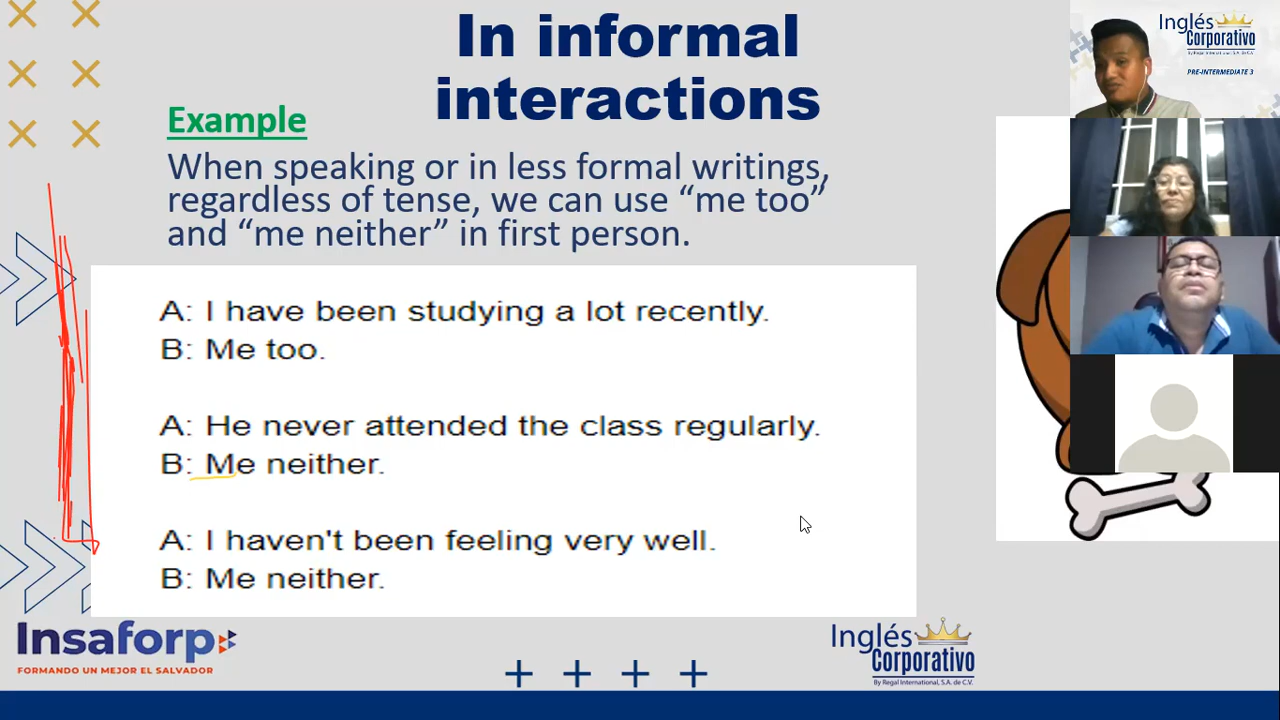 In informal
interactions
Example
When speaking or in less formal writings,
regardless of tense, we can use “me too”
and “me neither” in first person.
A: I have been studying a lot recently.
B: Me too.
A: He never attended the class regularly.
B: Me neither.
A: I haven't been feeling very well.
B: Me neither.
Insaforp
FORMANDO UN MEJOR EL SALVADOR
Inglés
Corporativo
By Regal International, S.A. de C.V.
Inglés
Corporativo
By Regal International, S.A. de C.V.
PRE-INTERMEDIATE 3